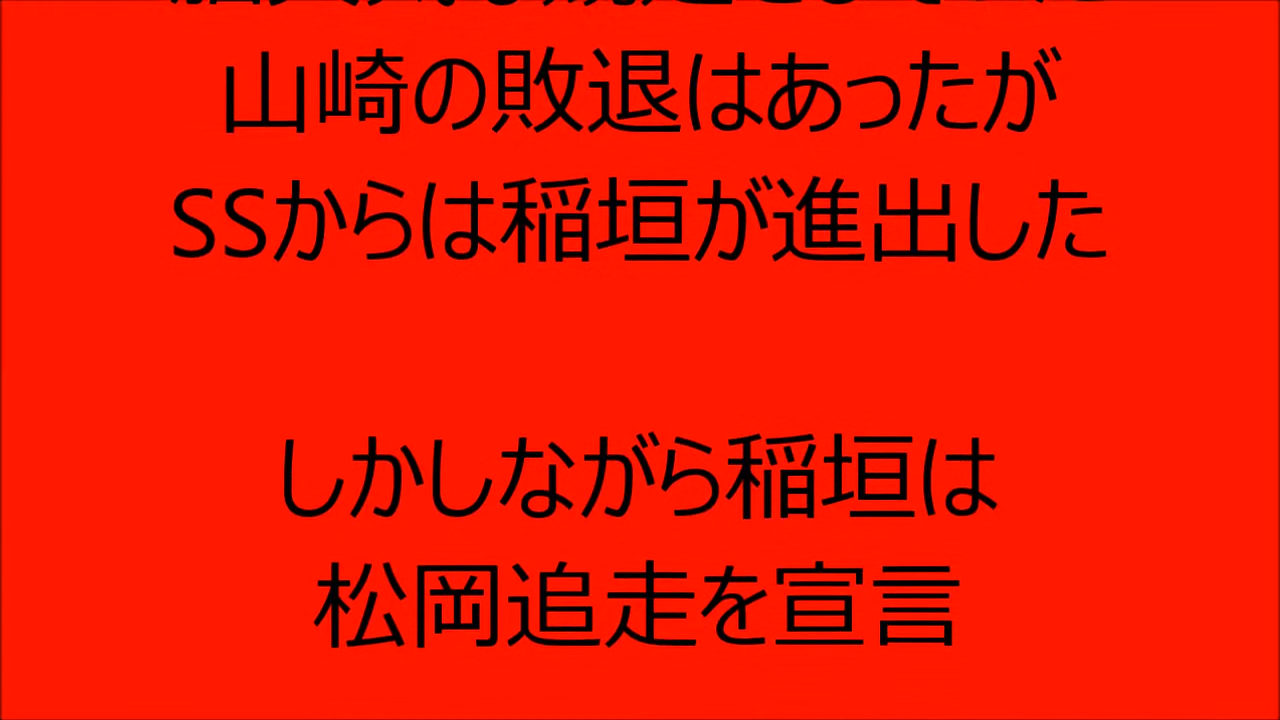 山崎の敗退はあったが
SSからは稲垣が進出した
しかしながら稲垣は
松岡追走を宣言